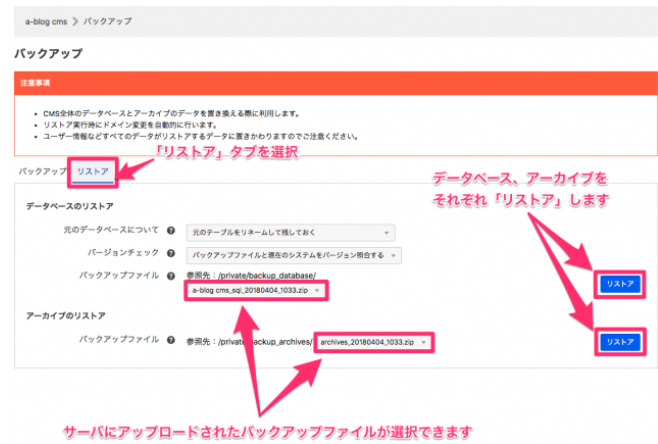 a-blog cms 〉 バックアップ
バックアップ
注意事項
• CMS全体のデータベースとアーカイブのデータを置き換える際に利用します。
• リストア実行時にドメイン変更を自動的に行います。
• ユーザー情報などすべてのデータがリストアするデータに置きかわりますのでご注意ください。
「リストア」タブを選択
バックアップ リストア
データベース、アーカイブを
それぞれ「リストア」します
データベースのリストア
元のデータベースについて 元のテーブルをリネームして残しておく
バージョンチェック バックアップファイルと現在のシステムをバージョン照合する
バックアップファイル 参照先：/private/backup_database/
a-blog cms_sql_20180404_1033.zip リストア
アーカイブのリストア
バックアップファイル 参照先：/private/backup_archives/ archives_20180404_1033.zip リストア
サーバにアップロードされたバックアップファイルが選択できます